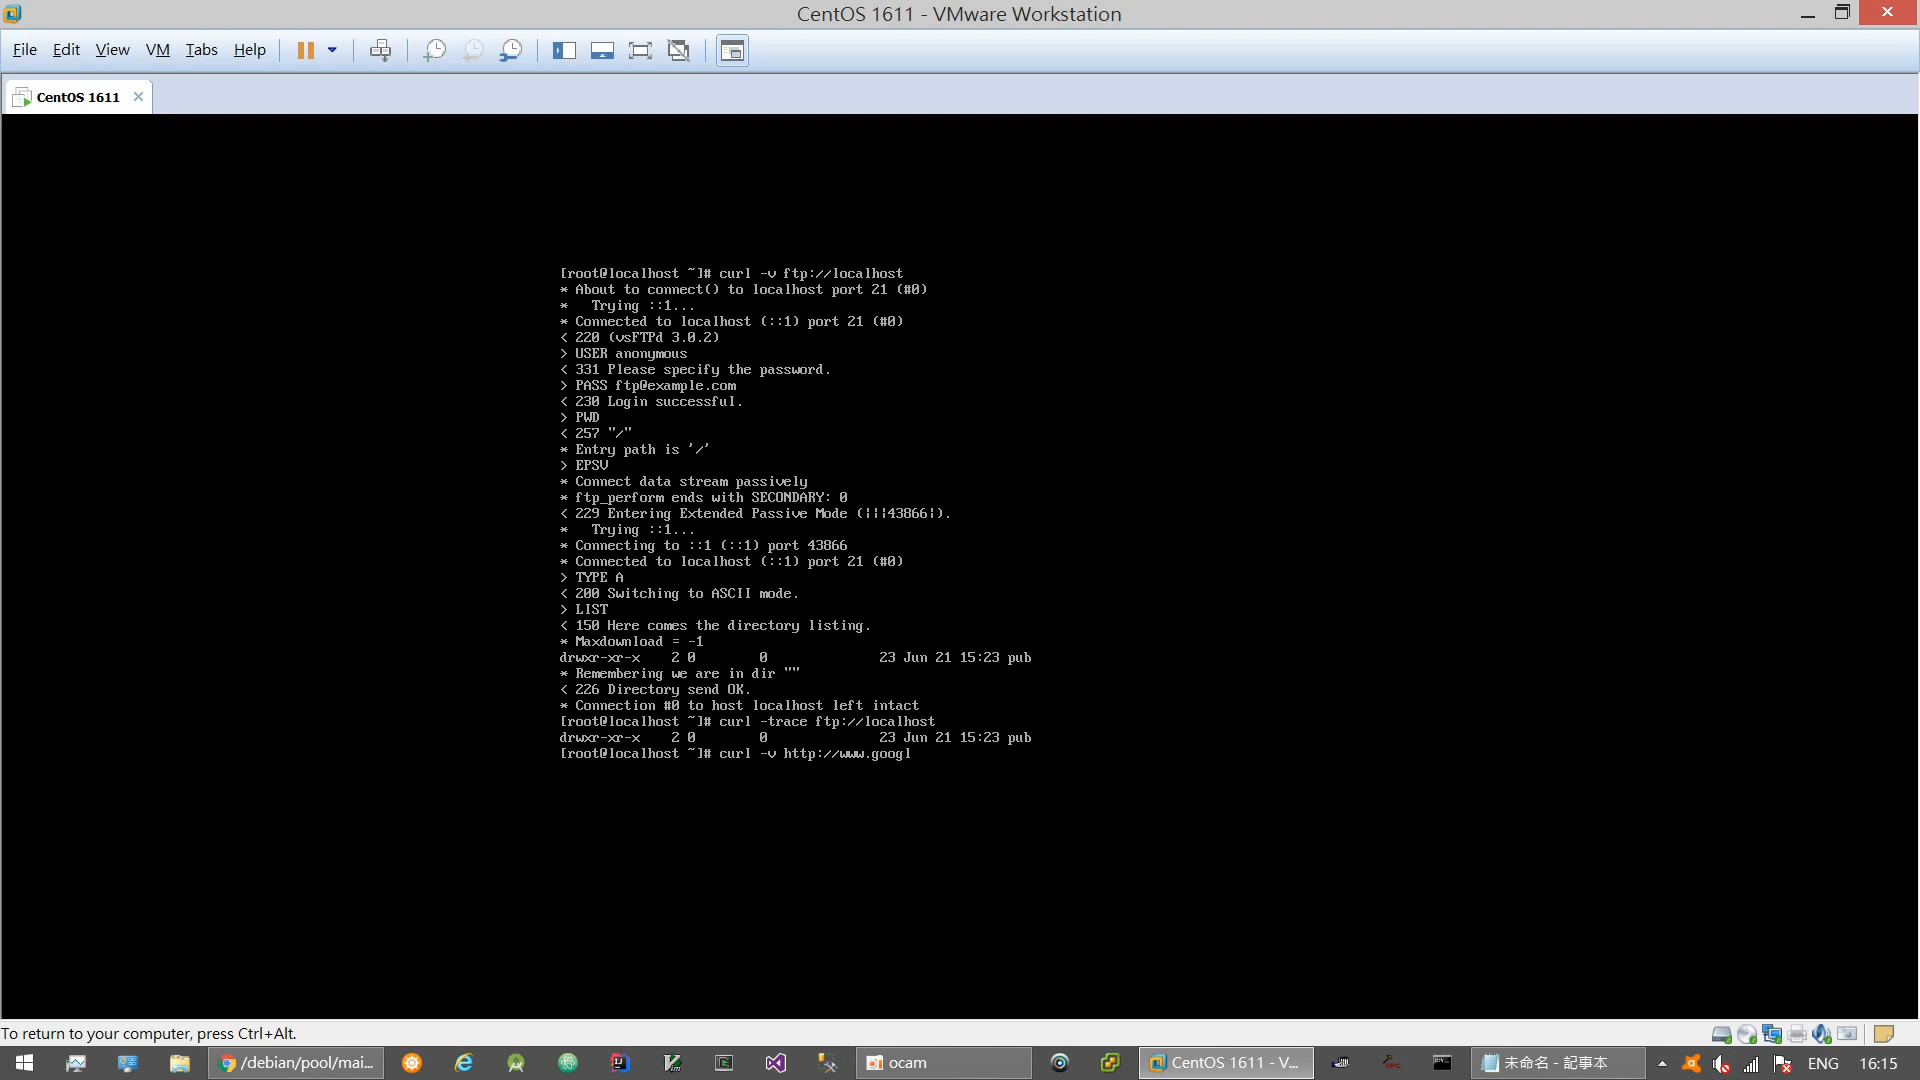 CentOS 1611 - VMware Workstation
File Edit View VM Tabs Help
CentOS 1611
[root@localhost ~]# curl -v ftp://localhost
* About to connect() to localhost port 21 (#0)
*   Trying ::1...
* Connected to localhost (::1) port 21 (#0)
< 220 (vsFTPd 3.0.2)
> USER anonymous
< 331 Please specify the password.
> PASS ftp@example.com
< 230 Login successful.
> PWD
< 257 "/"
* Entry path is '/'
> EPSV
* Connect data stream passively
* ftp_perform ends with SECONDARY: 0
< 229 Entering Extended Passive Mode (|||43866|).
*   Trying ::1...
* Connecting to ::1 (::1) port 43866
* Connected to localhost (::1) port 21 (#0)
> TYPE A
< 200 Switching to ASCII mode.
> LIST
< 150 Here comes the directory listing.
* Maxdownload = -1
drwxr-xr-x    2 0        0              23 Jun 21 15:23 pub
* Remembering we are in dir ""
< 226 Directory send OK.
* Connection #0 to host localhost left intact
[root@localhost ~]# curl -trace ftp://localhost
drwxr-xr-x    2 0        0              23 Jun 21 15:23 pub
[root@localhost ~]# curl -v http://www.googl
To return to your computer, press Ctrl+Alt.
/debian/pool/mai... ocam CentOS 1611 - V... 未命名 - 記事本 ENG 16:15